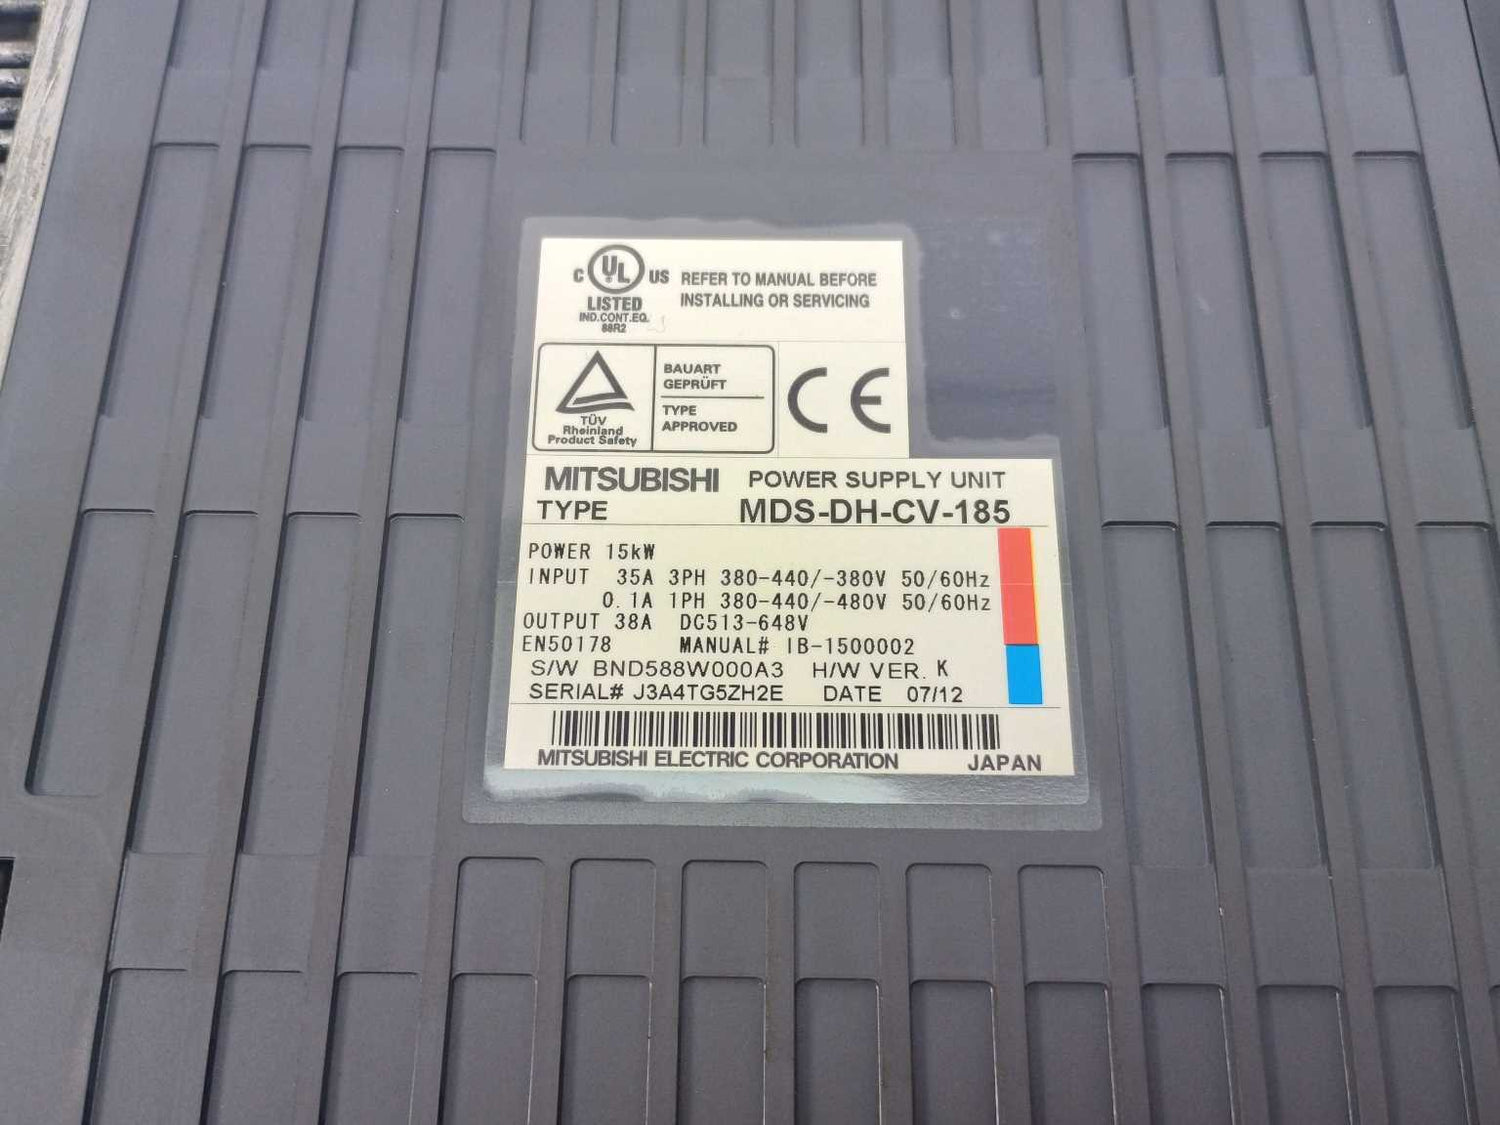 C UL US
LISTED
IND.CONT.EQ.
88R2
REFER TO MANUAL BEFORE
INSTALLING OR SERVICING
TÜV
Rheinland
Product Safety
BAUART
GEPRÜFT
TYPE
APPROVED
CE
MITSUBISHI POWER SUPPLY UNIT
TYPE MDS-DH-CV-185
POWER 15kW
INPUT 35A 3PH 380-440/-380V 50/60Hz
0.1A 1PH 380-440/-480V 50/60Hz
OUTPUT 38A DC513-648V
EN50178 MANUAL# IB-1500002
S/W BND588W000A3 H/W VER. K
SERIAL# J3A4TG5ZH2E DATE 07/12
MITSUBISHI ELECTRIC CORPORATION JAPAN